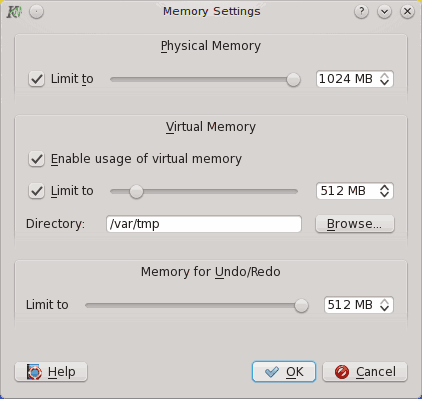 Memory Settings
Physical Memory
Limit to 1024 MB
Virtual Memory
Enable usage of virtual memory
Limit to 512 MB
Directory: /var/tmp Browse...
Memory for Undo/Redo
Limit to 512 MB
Help OK Cancel